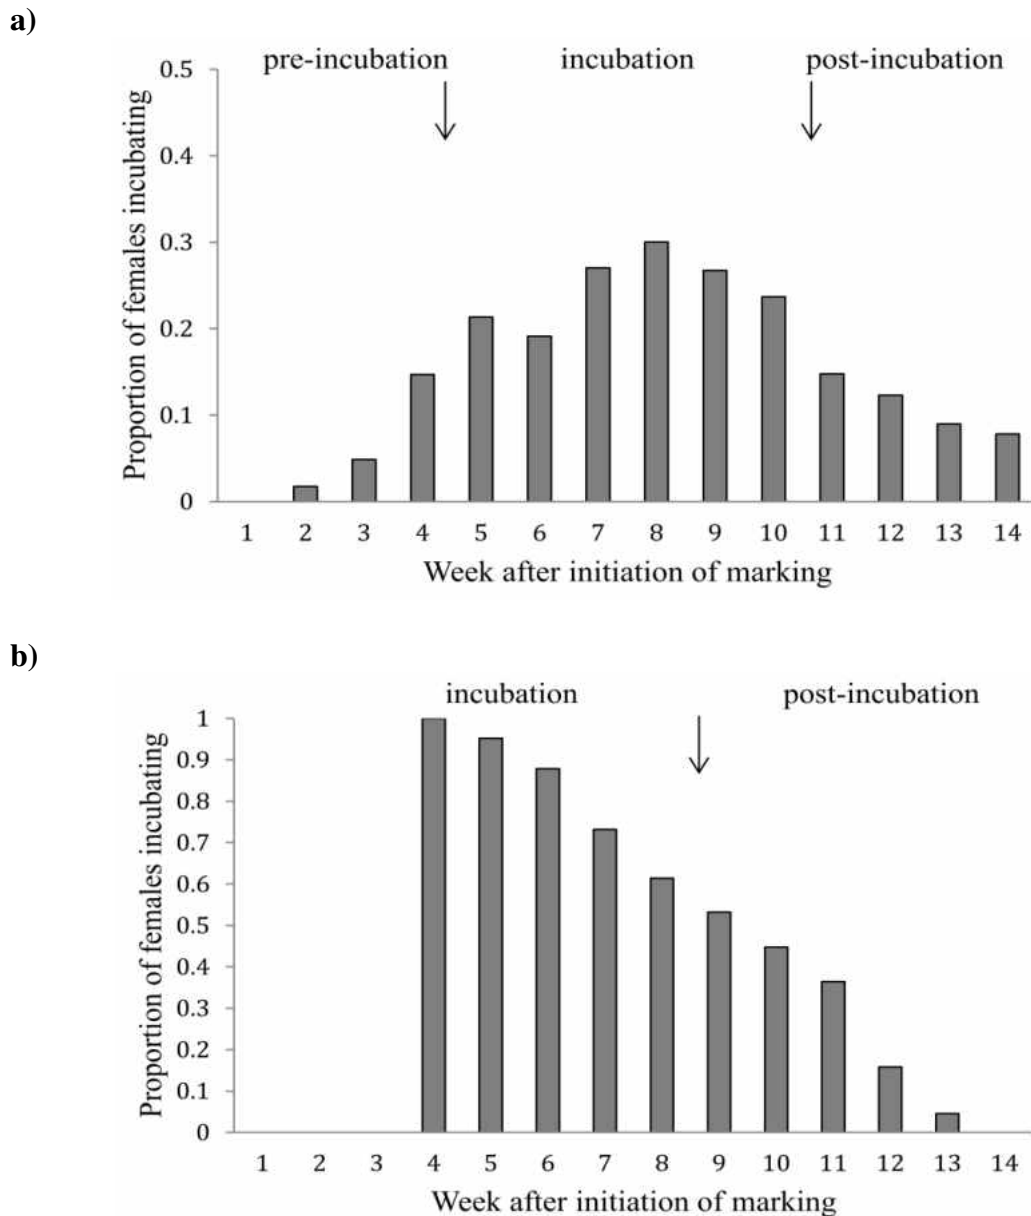 a)
pre-incubation incubation post-incubation
0.5
0.4
0.3
0.2
0.1
0
Proportion of females incubating
1 2 3 4 5 6 7 8 9 10 11 12 13 14
Week after initiation of marking
b)
incubation post-incubation
1
0.9
0.8
0.7
0.6
0.5
0.4
0.3
0.2
0.1
0
Proportion of females incubating
1 2 3 4 5 6 7 8 9 10 11 12 13 14
Week after initiation of marking